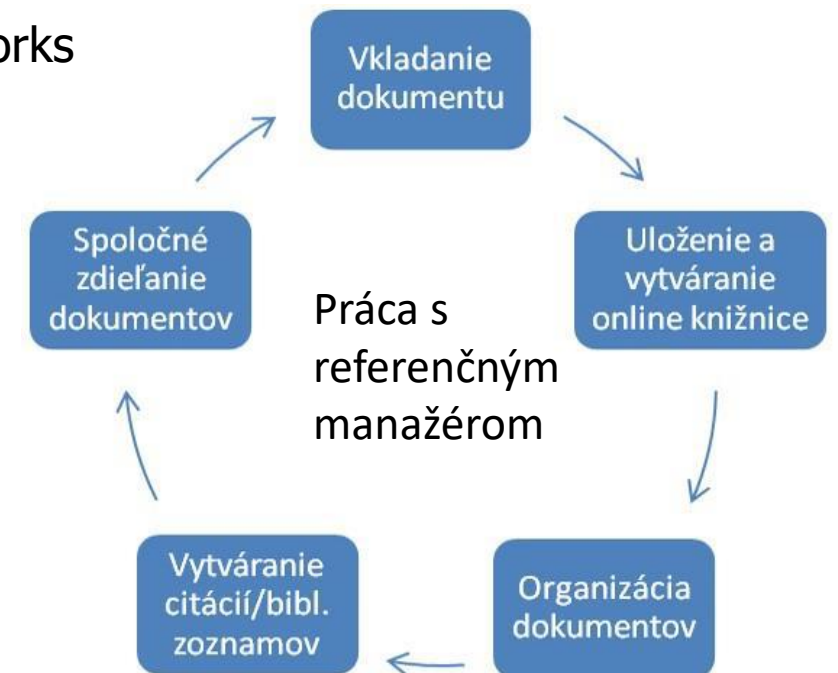 orks
Vkladanie
dokumentu
Uloženie a
vytváranie
online knižnice
Organizácia
dokumentov
Vytváranie
citácií/bibl.
zoznamov
Spoločné
zdieľanie
dokumentov
Práca s
referenčným
manažérom